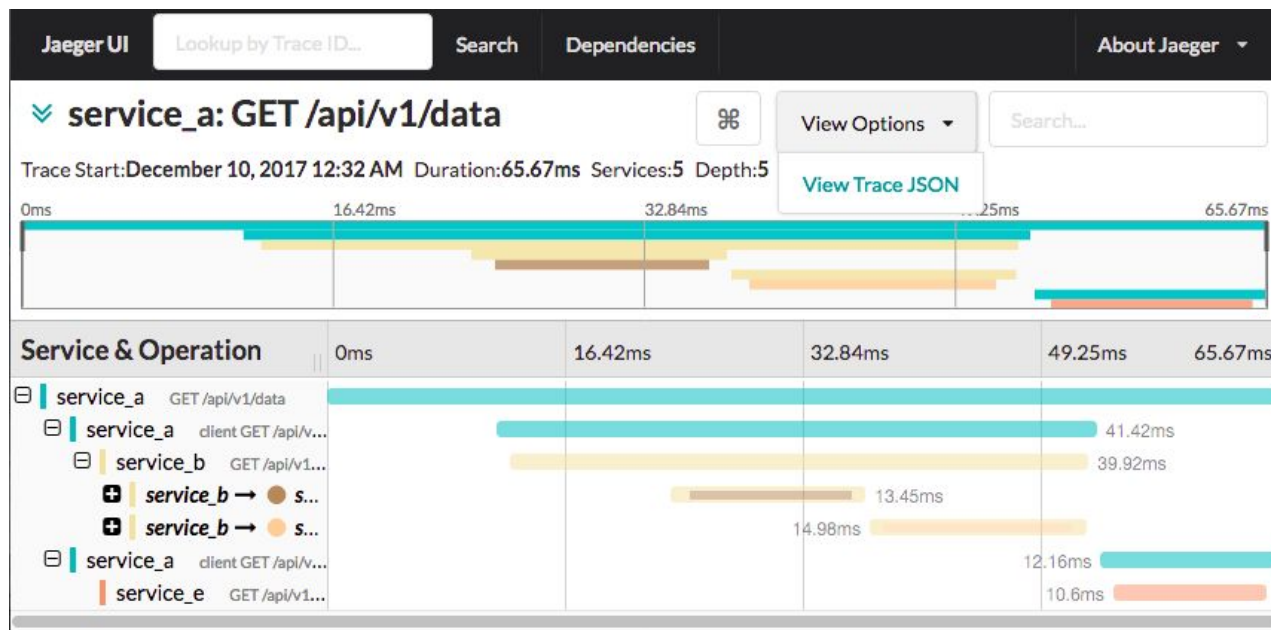 Jaeger UI Lookup by Trace ID... Search Dependencies About Jaeger
service_a: GET /api/v1/data ⌘ View Options Search...
Trace Start:December 10, 2017 12:32 AM Duration:65.67ms Services:5 Depth:5
View Trace JSON
0ms 16.42ms 32.84ms 25ms 65.67ms
Service & Operation 0ms 16.42ms 32.84ms 49.25ms 65.67ms
service_a GET /api/v1/data
service_a client GET /api/v... 41.42ms
service_b GET /api/v1... 39.92ms
service_b → s... 13.45ms
service_b → s... 14.98ms
service_a client GET /api/v... 12.16ms
service_e GET /api/v1... 10.6ms